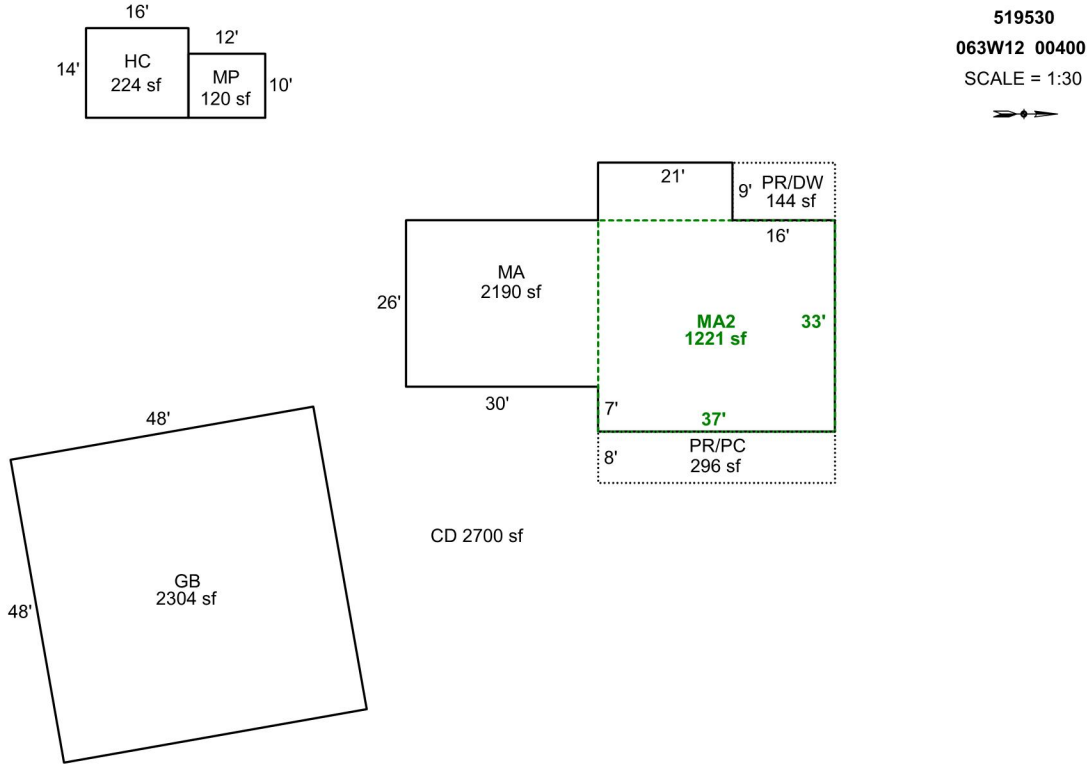 16'
519530
12'
063W12 00400
HC
14'
MP
SCALE = 1:30
224 sf
10'
120 sf
21'
9'
PR/DW
144 sf
16'
MA
26'
2190 sf
MA2
33'
1221 sf
30'
7'
37'
48'
PR/PC
8'
296 sf
CD 2700 sf
GB
2304 sf
48'